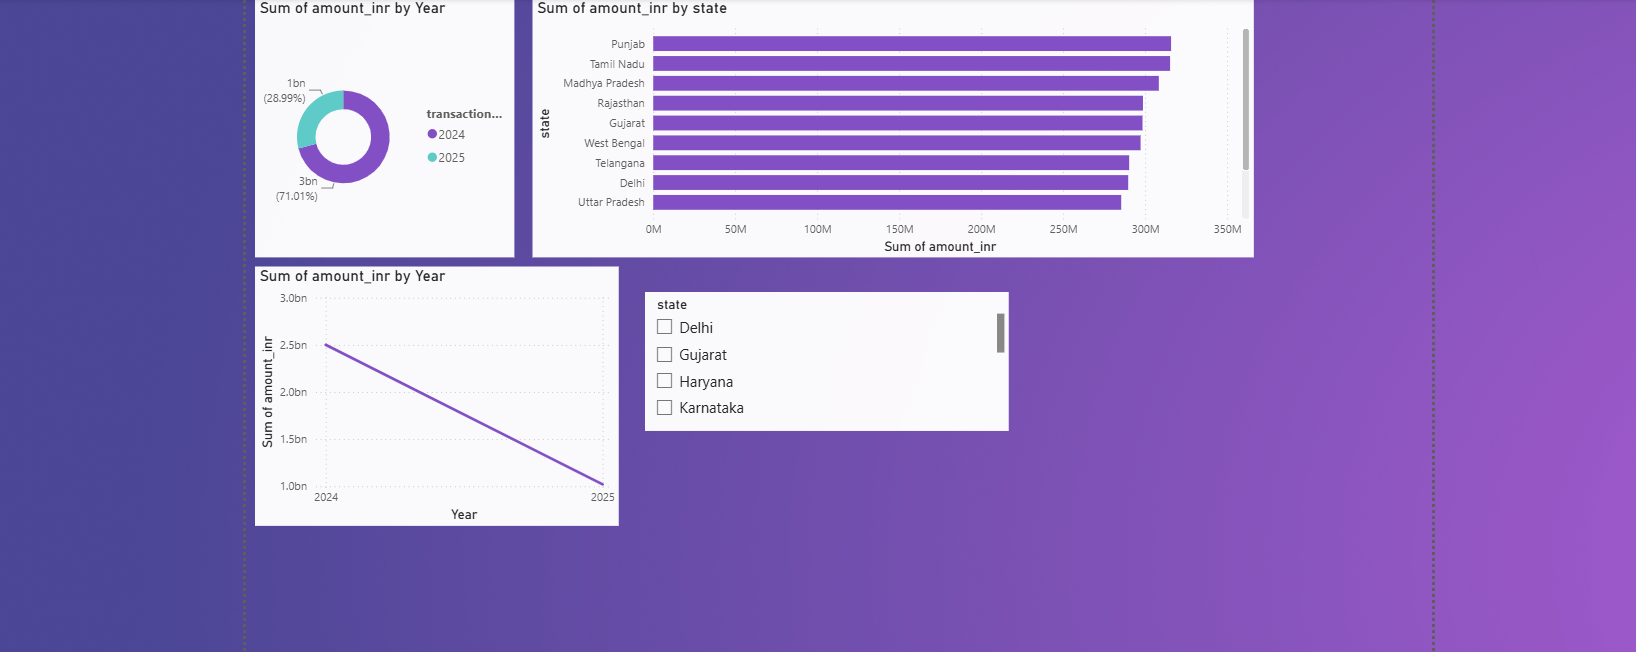 Sum of amount_inr by Year
1bn
(28.99%)
3bn
(71.01%)
transaction...
2024
2025
Sum of amount_inr by state
state
Punjab
Tamil Nadu
Madhya Pradesh
Rajasthan
Gujarat
West Bengal
Telangana
Delhi
Uttar Pradesh
0M 50M 100M 150M 200M 250M 300M 350M
Sum of amount_inr
Sum of amount_inr by Year
Sum of amount_inr
3.0bn
2.5bn
2.0bn
1.5bn
1.0bn
2024 2025
Year
state
Delhi
Gujarat
Haryana
Karnataka